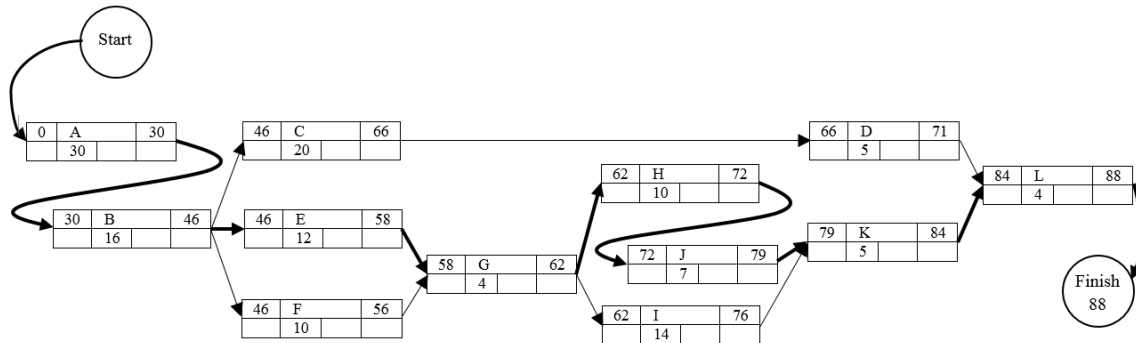 Start
0 A 30
30
46 C 66
20
66 D 71
5
62 H 72
10
84 L 88
4
30 B 46
16
46 E 58
12
79 K 84
5
72 J 79
7
58 G 62
4
46 F 56
10
62 I 76
14
Finish
88